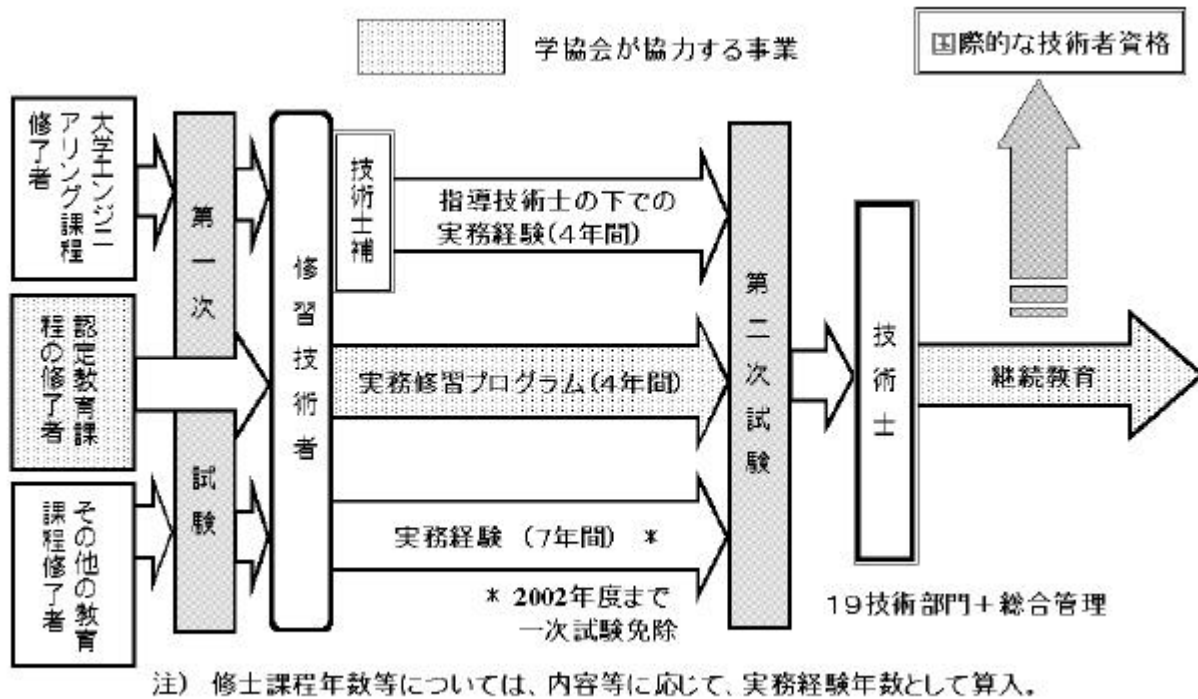 学協会が協力する事業
国際的な技術者資格
大学エンジニ
アリング課程
修了者
認定教育課
程の修了者
その他の教育
課程修了者
第一次
試験
修習技術者
技術士補
指導技術士の下での
実務経験(4年間)
実務修習プログラム(4年間)
実務経験 (7年間) *
* 2002年度まで
一次試験免除
第二次試験
技術士
継続教育
19技術部門+総合管理
注) 修士課程年数等については、内容等に応じて、実務経験年数として算入。